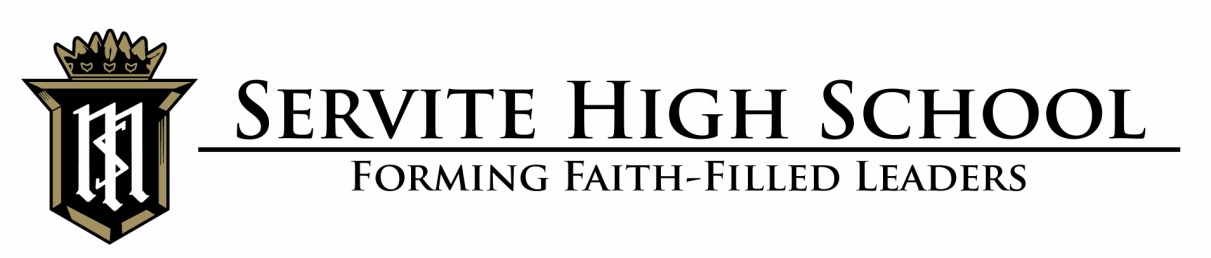 SERVITE HIGH SCHOOL
FORMING FAITH-FILLED LEADERS